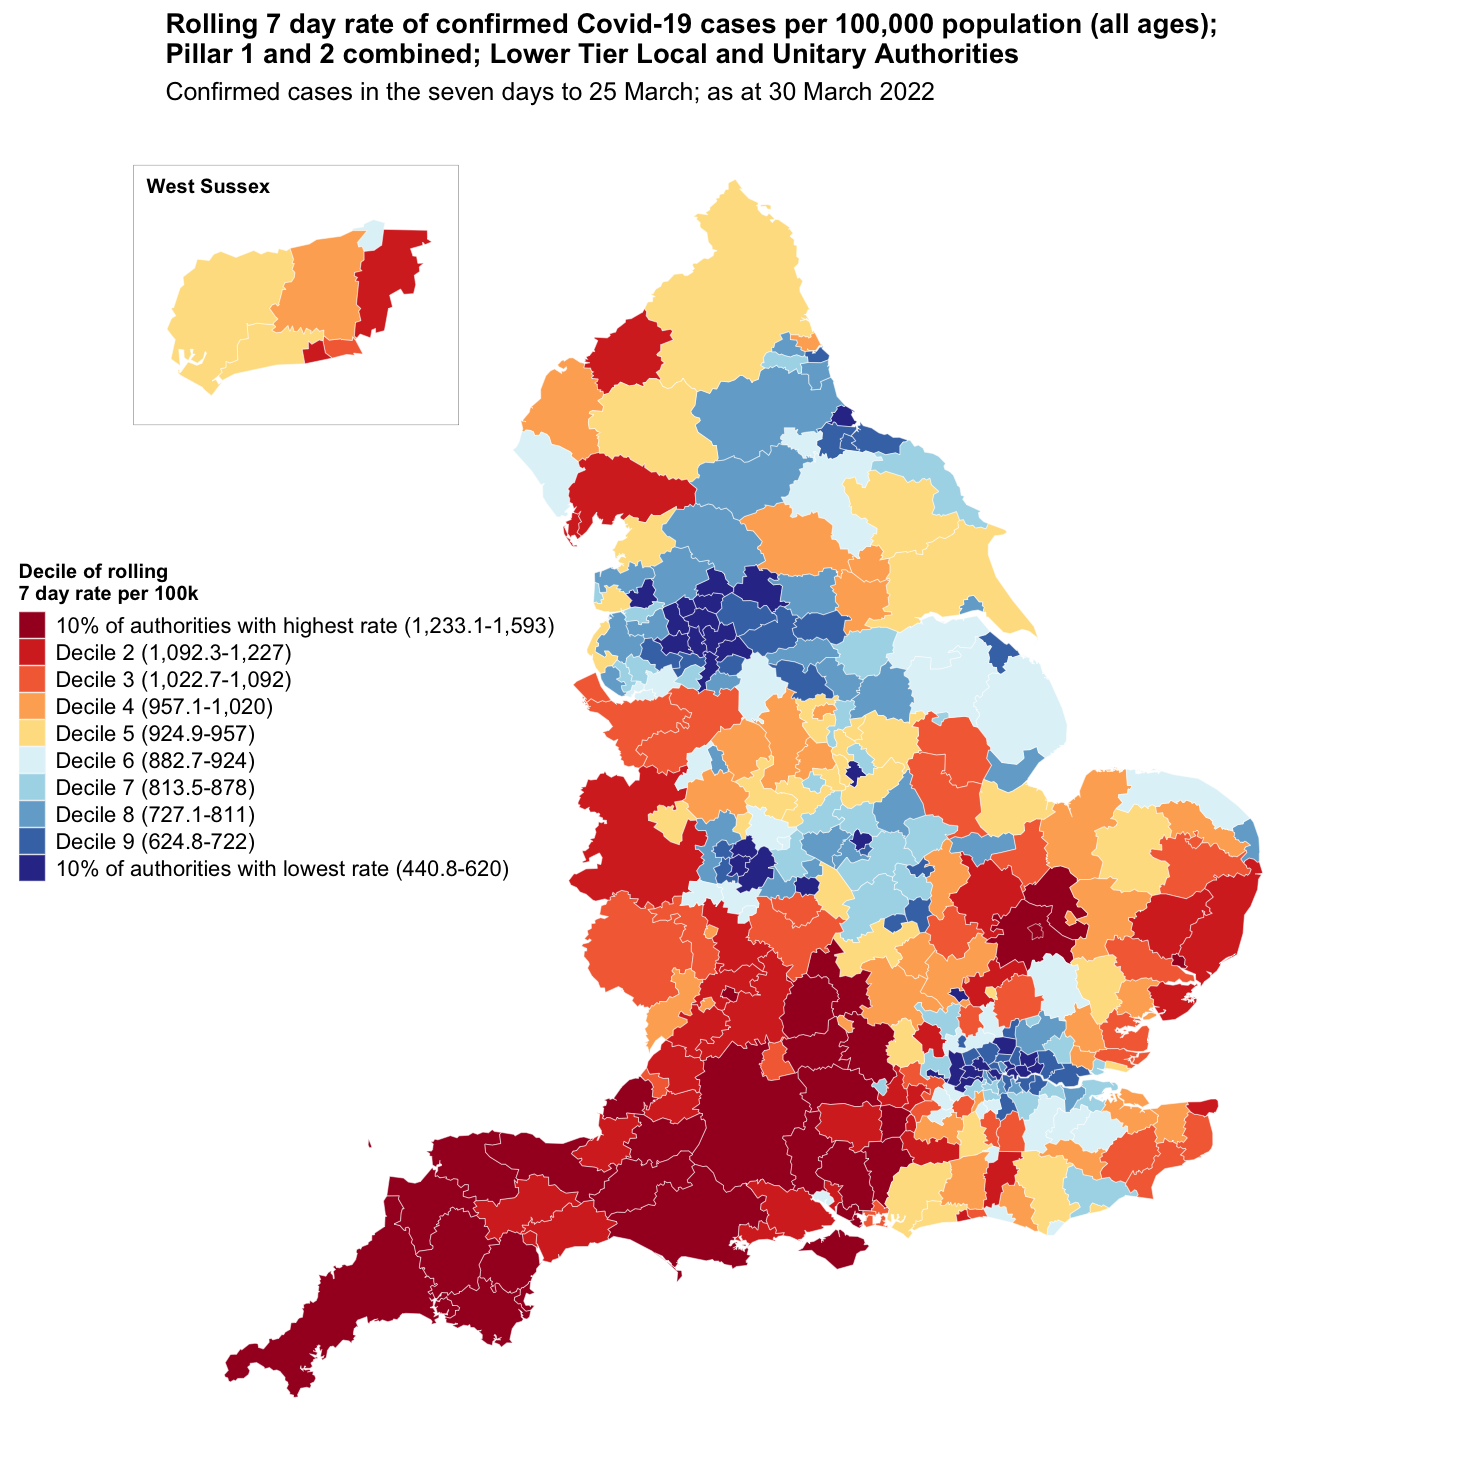 Rolling 7 day rate of confirmed Covid-19 cases per 100,000 population (all ages);
Pillar 1 and 2 combined; Lower Tier Local and Unitary Authorities
Confirmed cases in the seven days to 25 March; as at 30 March 2022
West Sussex
Decile of rolling
7 day rate per 100k
10% of authorities with highest rate (1,233.1-1,593)
Decile 2 (1,092.3-1,227)
Decile 3 (1,022.7-1,092)
Decile 4 (957.1-1,020)
Decile 5 (924.9-957)
Decile 6 (882.7-924)
Decile 7 (813.5-878)
Decile 8 (727.1-811)
Decile 9 (624.8-722)
10% of authorities with lowest rate (440.8-620)